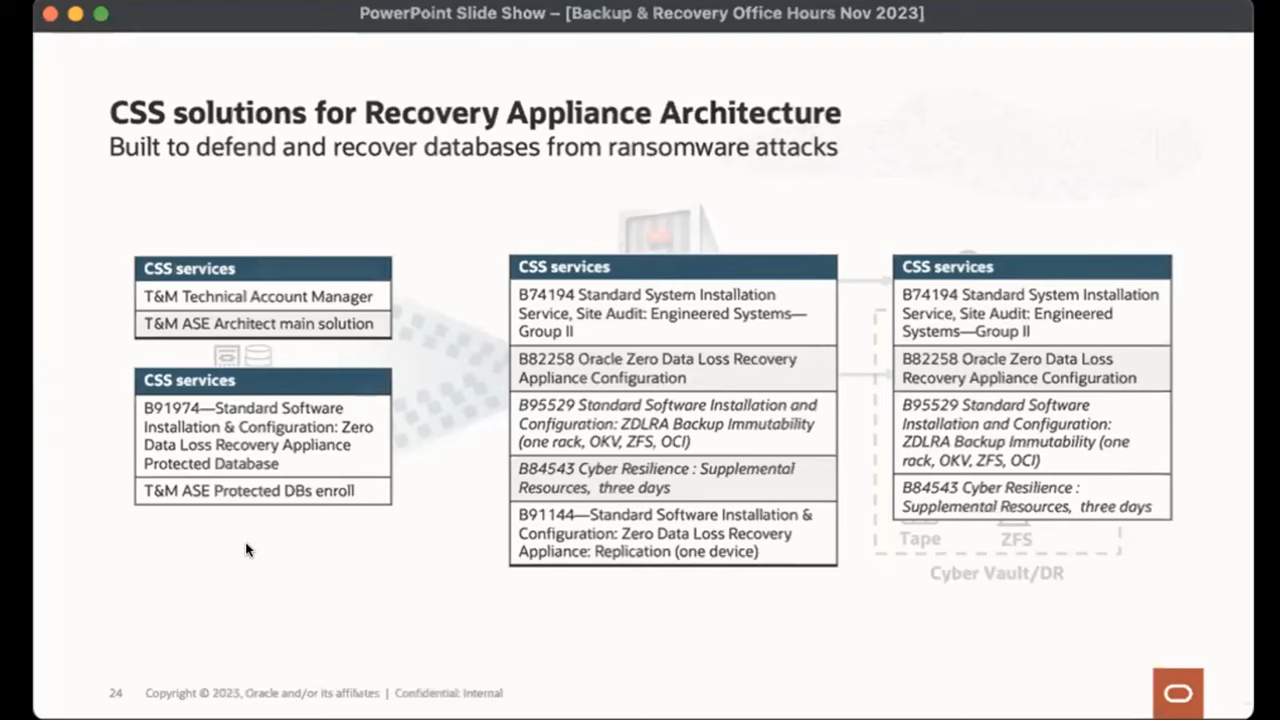 PowerPoint Slide Show – [Backup & Recovery Office Hours Nov 2023]
CSS solutions for Recovery Appliance Architecture
Built to defend and recover databases from ransomware attacks
CSS services
T&M Technical Account Manager
T&M ASE Architect main solution
CSS services
B91974—Standard Software
Installation & Configuration: Zero
Data Loss Recovery Appliance
Protected Database
T&M ASE Protected DBs enroll
CSS services
B74194 Standard System Installation
Service, Site Audit: Engineered Systems—
Group II
B82258 Oracle Zero Data Loss Recovery
Appliance Configuration
B95529 Standard Software Installation and
Configuration: ZDLRA Backup Immutability
(one rack, OKV, ZFS, OCI)
B84543 Cyber Resilience : Supplemental
Resources, three days
B91144—Standard Software Installation &
Configuration: Zero Data Loss Recovery
Appliance: Replication (one device)
CSS services
B74194 Standard System Installation
Service, Site Audit: Engineered
Systems—Group II
B82258 Oracle Zero Data Loss
Recovery Appliance Configuration
B95529 Standard Software
Installation and Configuration:
ZDLRA Backup Immutability (one
rack, OKV, ZFS, OCI)
B84543 Cyber Resilience :
Supplemental Resources, three days
Tape
ZFS
Cyber Vault/DR
24
Copyright © 2023, Oracle and/or its affiliates | Confidential: Internal